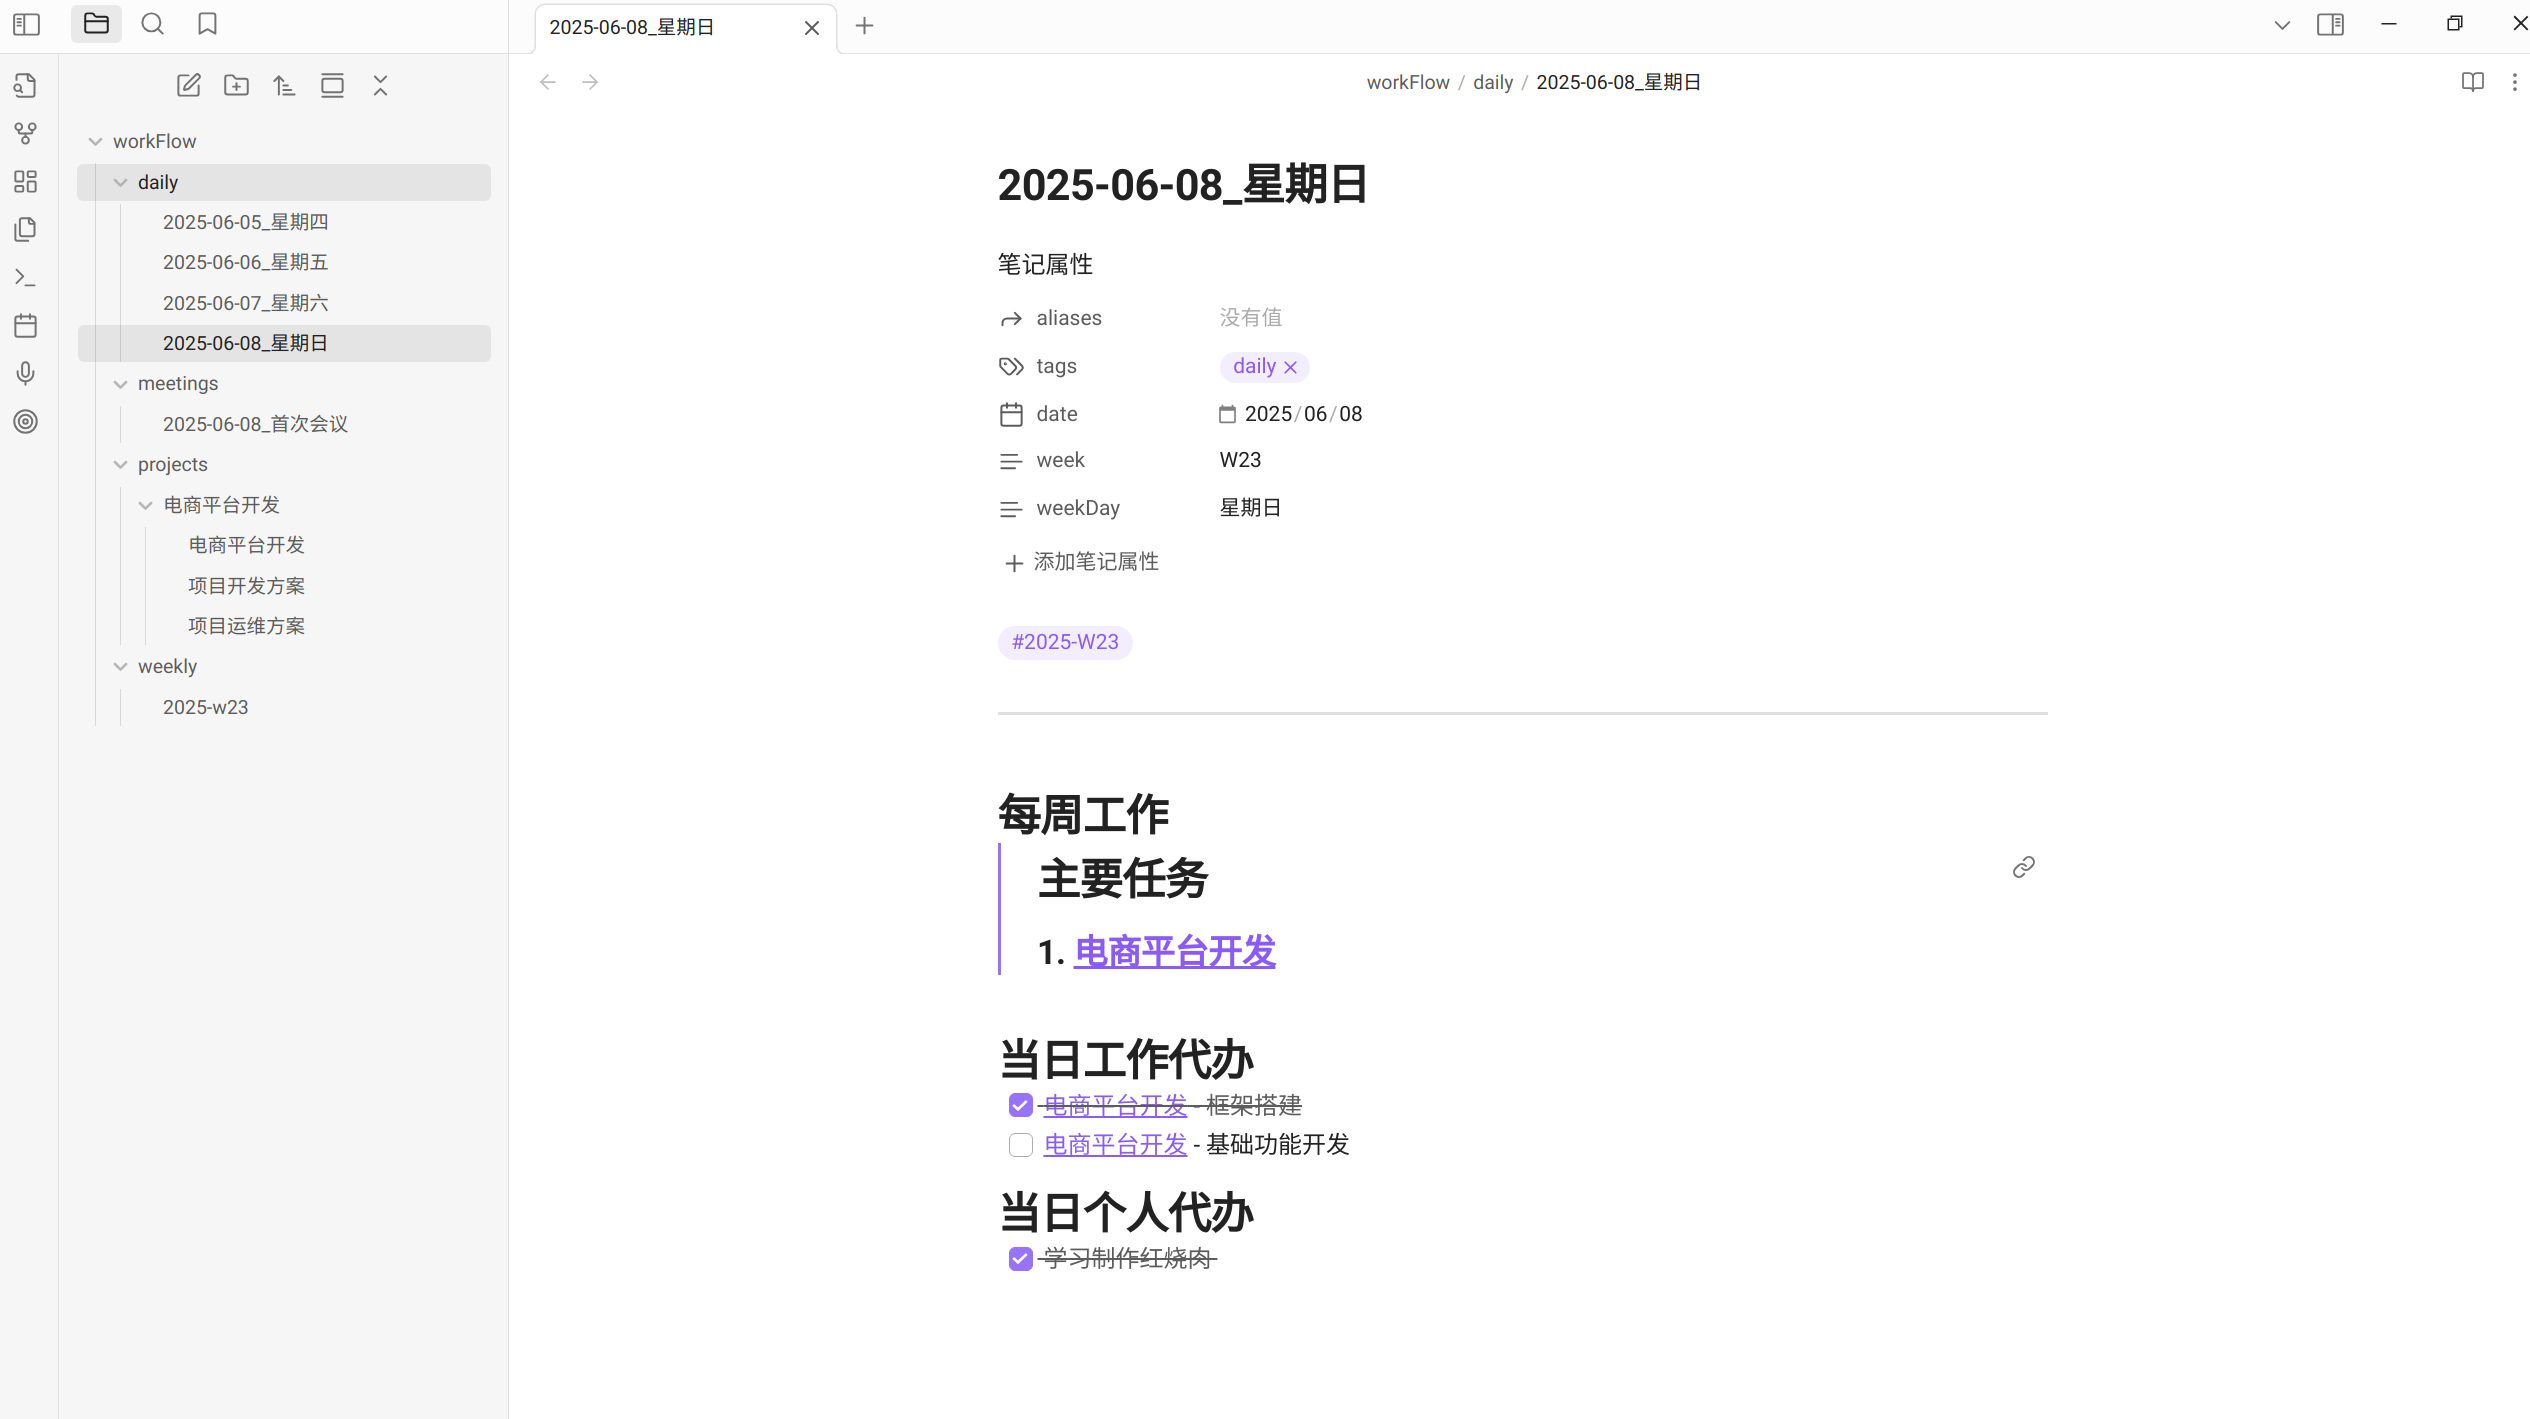 2025-06-08_星期日
workFlow / daily / 2025-06-08_星期日
workFlow
daily
2025-06-05_星期四
2025-06-06_星期五
2025-06-07_星期六
2025-06-08_星期日
meetings
2025-06-08_首次会议
projects
电商平台开发
电商平台开发
项目开发方案
项目运维方案
weekly
2025-w23
2025-06-08_星期日
笔记属性
aliases 没有值
tags daily
date 2025/06/08
week W23
weekDay 星期日
添加笔记属性
#2025-W23
每周工作
主要任务
1. 电商平台开发
当日工作代办
电商平台开发 - 框架搭建
电商平台开发 - 基础功能开发
当日个人代办
学习制作红烧肉